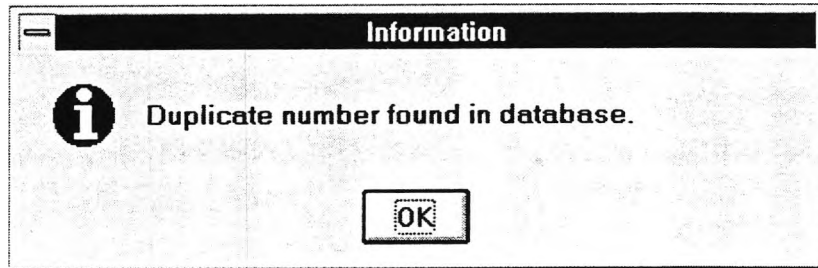 Information
Duplicate number found in database.
OK